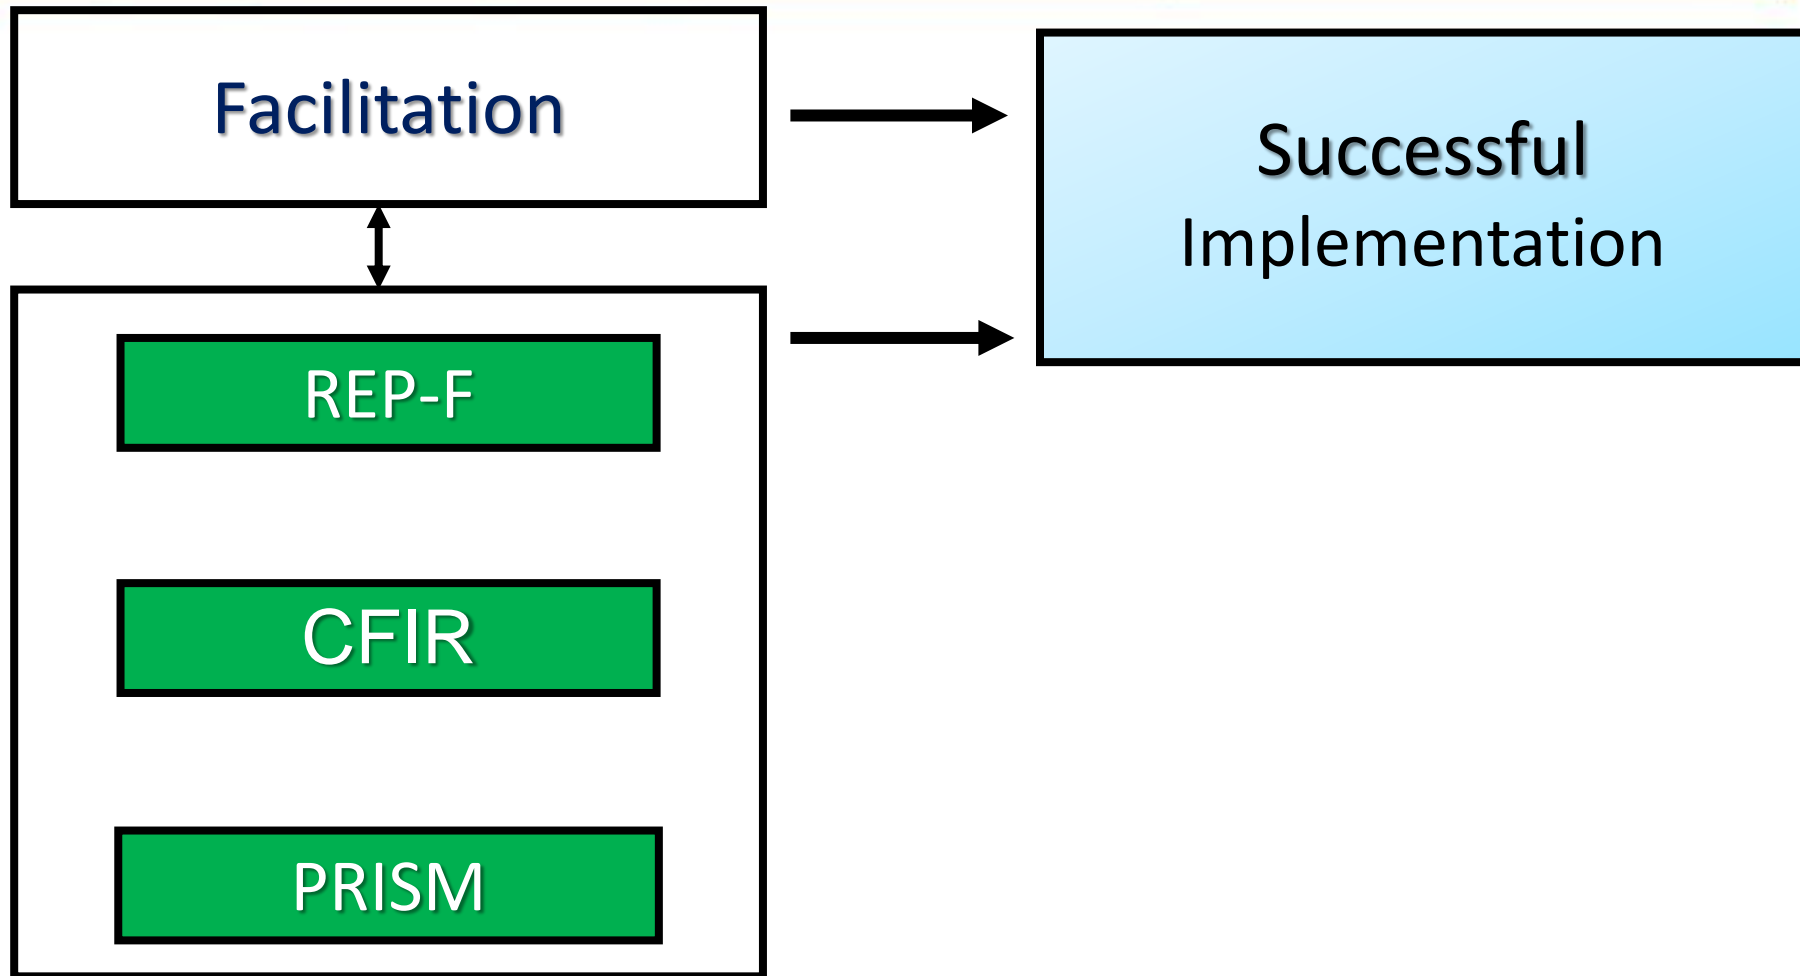 Facilitation
Successful
Implementation
REP-F
CFIR
PRISM